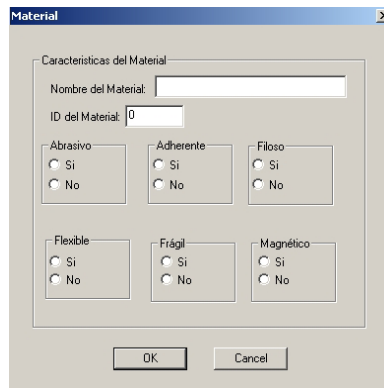 Material
Caracteristicas del Material
Nombre del Material:
ID del Material: 0
Abrasivo Adherente Filoso
Si Si Si
No No No
Flexible Frágil Magnético
Si Si Si
No No No
OK Cancel